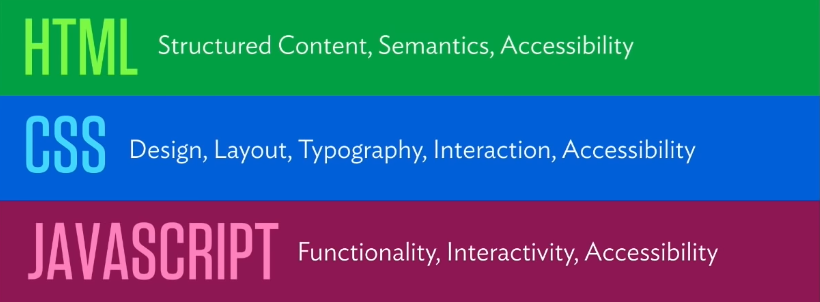 HTML Structured Content, Semantics, Accessibility
CSS Design, Layout, Typography, Interaction, Accessibility
JAVASCRIPT Functionality, Interactivity, Accessibility